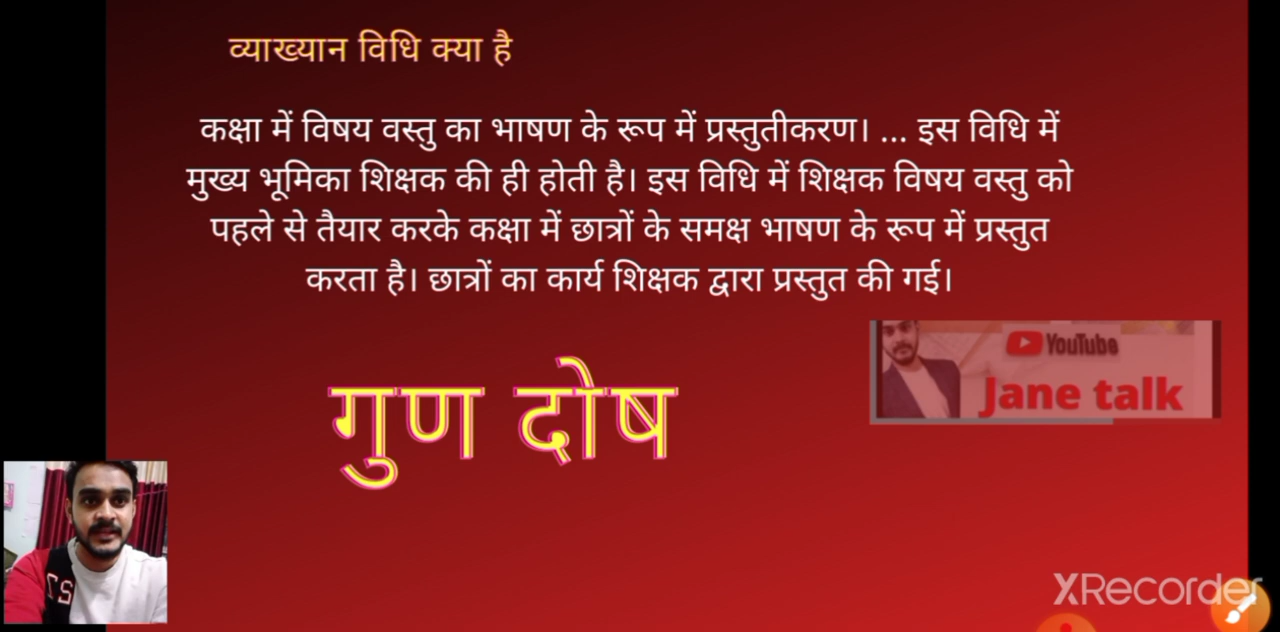 व्याख्यान विधि क्या है
कक्षा में विषय वस्तु का भाषण के रूप में प्रस्तुतीकरण। ... इस विधि में
मुख्य भूमिका शिक्षक की ही होती है। इस विधि में शिक्षक विषय वस्तु को
पहले से तैयार करके कक्षा में छात्रों के समक्ष भाषण के रूप में प्रस्तुत
करता है। छात्रों का कार्य शिक्षक द्वारा प्रस्तुत की गई।
YouTube
Jane talk
गुण दोष
XRecorder